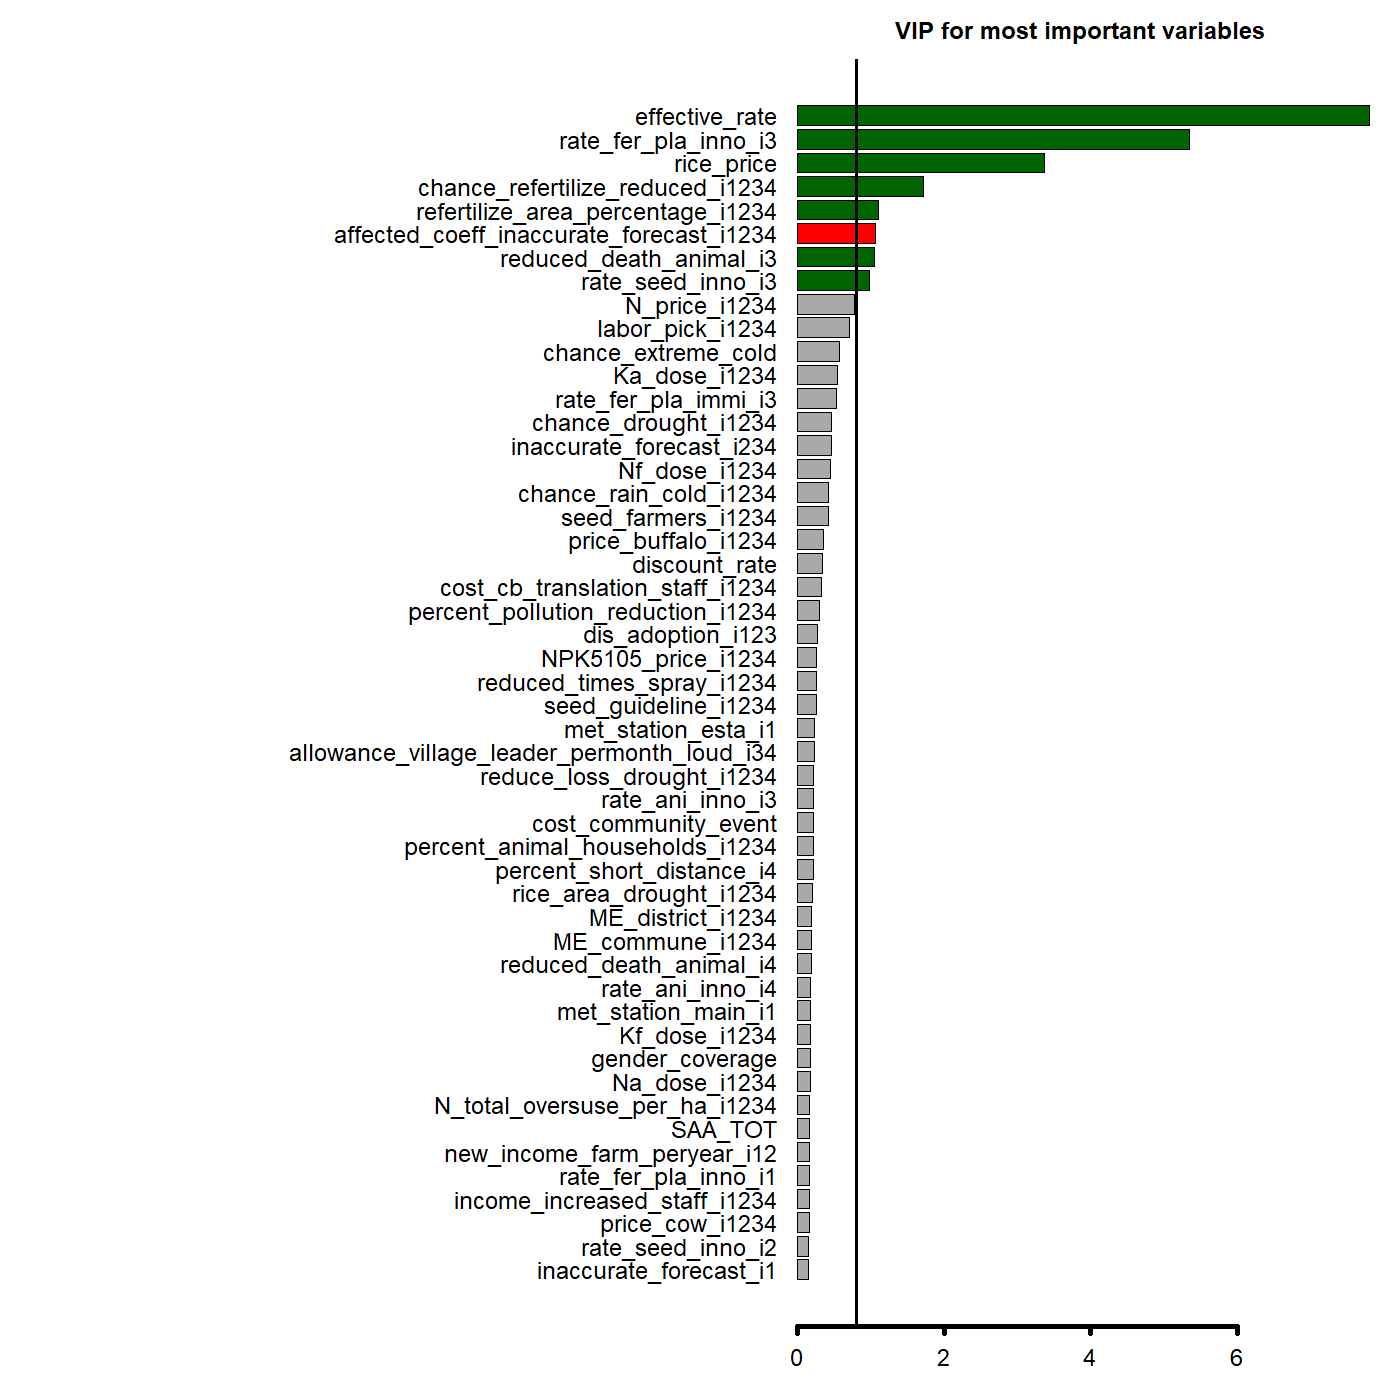 VIP for most important variables
effective_rate
rate_fer_pla_inno_i3
rice_price
chance_refertilize_reduced_i1234
refertilize_area_percentage_i1234
affected_coeff_inaccurate_forecast_i1234
reduced_death_animal_i3
rate_seed_inno_i3
N_price_i1234
labor_pick_i1234
chance_extreme_cold
Ka_dose_i1234
rate_fer_pla_immi_i3
chance_drought_i1234
inaccurate_forecast_i234
Nf_dose_i1234
chance_rain_cold_i1234
seed_farmers_i1234
price_buffalo_i1234
discount_rate
cost_cb_translation_staff_i1234
percent_pollution_reduction_i1234
dis_adoption_i123
NPK5105_price_i1234
reduced_times_spray_i1234
seed_guideline_i1234
met_station_esta_i1
allowance_village_leader_permonth_loud_i34
reduce_loss_drought_i1234
rate_ani_inno_i3
cost_community_event
percent_animal_households_i1234
percent_short_distance_i4
rice_area_drought_i1234
ME_district_i1234
ME_commune_i1234
reduced_death_animal_i4
rate_ani_inno_i4
met_station_main_i1
Kf_dose_i1234
gender_coverage
Na_dose_i1234
N_total_oversuse_per_ha_i1234
SAA_TOT
new_income_farm_peryear_i12
rate_fer_pla_inno_i1
income_increased_staff_i1234
price_cow_i1234
rate_seed_inno_i2
inaccurate_forecast_i1
0 2 4 6